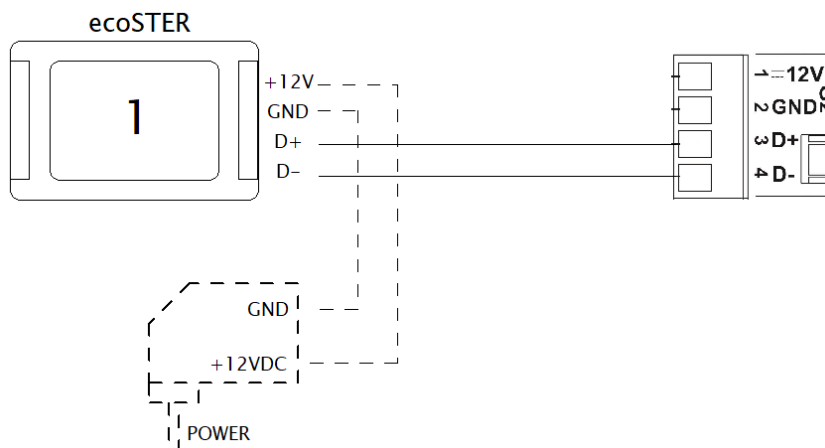 ecoSTER
1
+12V
GND
D+
D-
1 12V
2 GND
3 D+
4 D-
GND
+12VDC
POWER